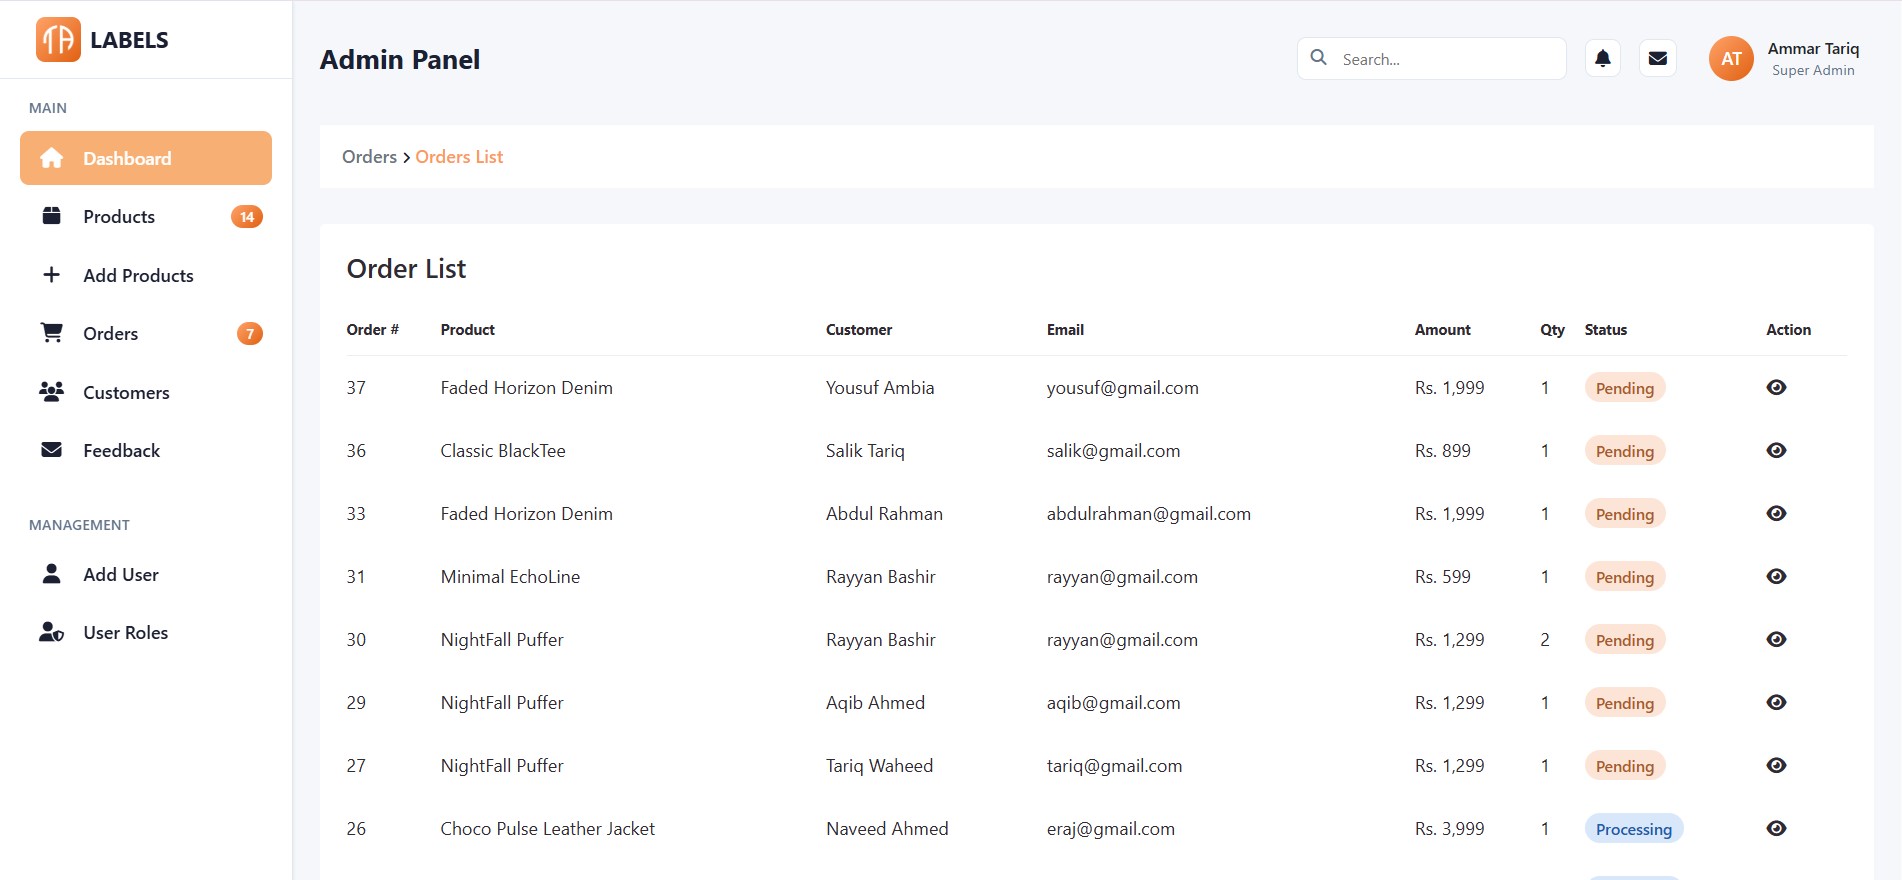 TA LABELS
MAIN
Dashboard
Products 14
Add Products
Orders 7
Customers
Feedback
MANAGEMENT
Add User
User Roles
Admin Panel
Search...
AT
Ammar Tariq
Super Admin
Orders > Orders List
Order List
Order # Product Customer Email Amount Qty Status Action
37 Faded Horizon Denim Yousuf Ambia yousuf@gmail.com Rs. 1,999 1 Pending
36 Classic BlackTee Salik Tariq salik@gmail.com Rs. 899 1 Pending
33 Faded Horizon Denim Abdul Rahman abdulrahman@gmail.com Rs. 1,999 1 Pending
31 Minimal EchoLine Rayyan Bashir rayyan@gmail.com Rs. 599 1 Pending
30 NightFall Puffer Rayyan Bashir rayyan@gmail.com Rs. 1,299 2 Pending
29 NightFall Puffer Aqib Ahmed aqib@gmail.com Rs. 1,299 1 Pending
27 NightFall Puffer Tariq Waheed tariq@gmail.com Rs. 1,299 1 Pending
26 Choco Pulse Leather Jacket Naveed Ahmed eraj@gmail.com Rs. 3,999 1 Processing